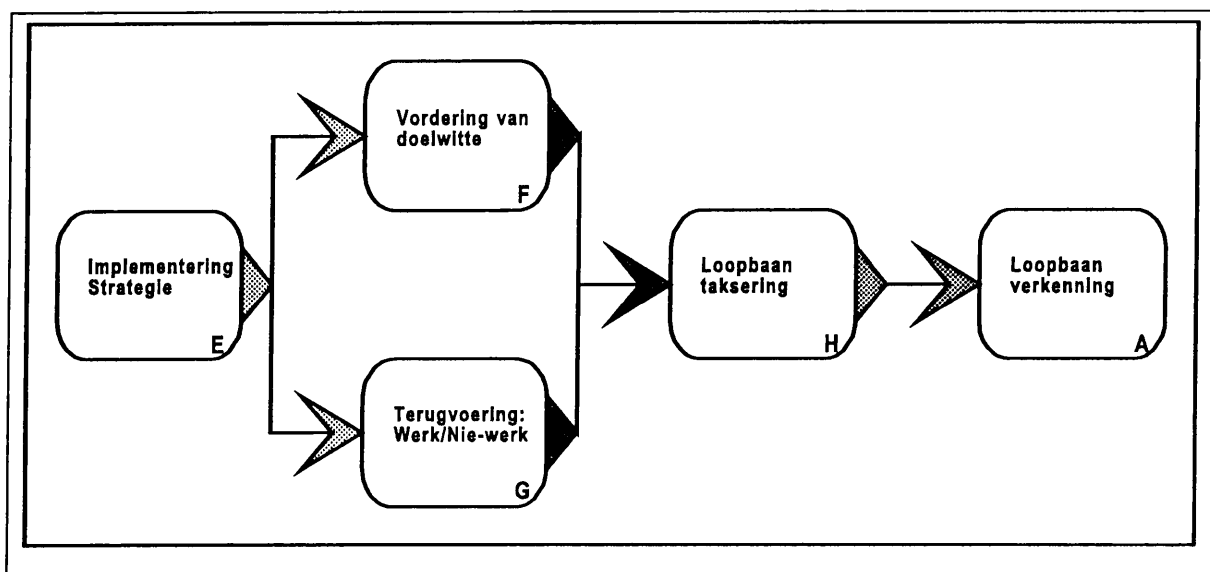 Implementering
Strategie
E
Vordering van
doelwitte
F
Terugvoering:
Werk/Nie-werk
G
Loopbaan
taksering
H
Loopbaan
verkenning
A